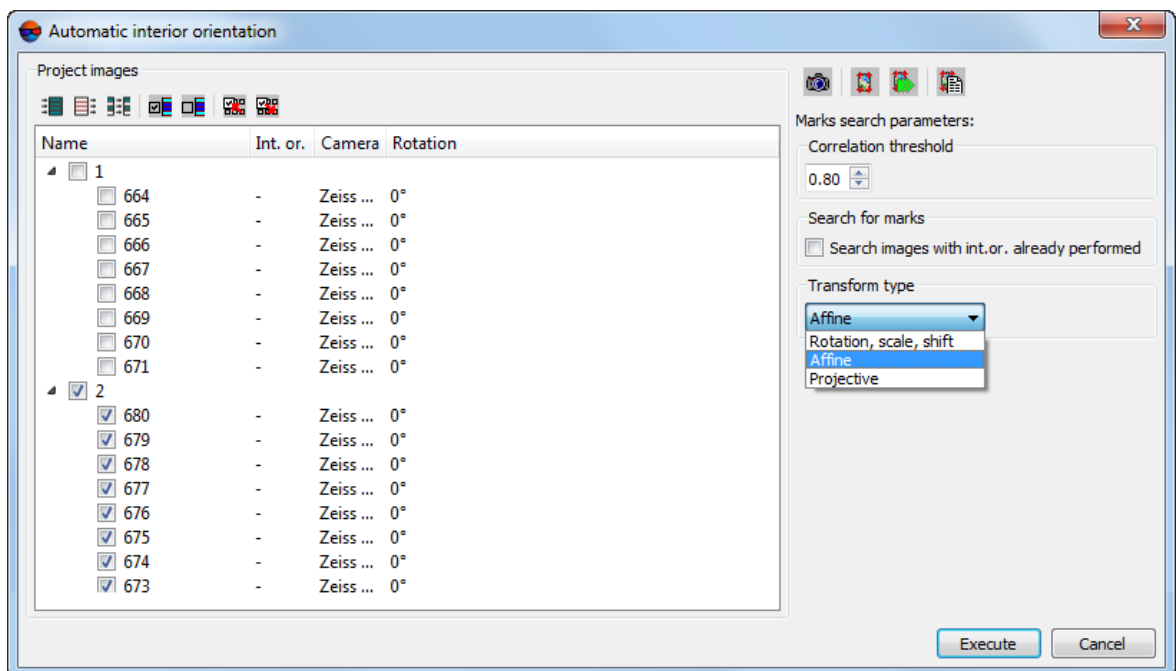 Automatic interior orientation
Project images
Name Int. or. Camera Rotation
1
664 - Zeiss ... 0°
665 - Zeiss ... 0°
666 - Zeiss ... 0°
667 - Zeiss ... 0°
668 - Zeiss ... 0°
669 - Zeiss ... 0°
670 - Zeiss ... 0°
671 - Zeiss ... 0°
2
680 - Zeiss ... 0°
679 - Zeiss ... 0°
678 - Zeiss ... 0°
677 - Zeiss ... 0°
676 - Zeiss ... 0°
675 - Zeiss ... 0°
674 - Zeiss ... 0°
673 - Zeiss ... 0°
Marks search parameters:
Correlation threshold
0.80
Search for marks
Search images with int.or. already performed
Transform type
Affine
Rotation, scale, shift
Affine
Projective
Execute Cancel